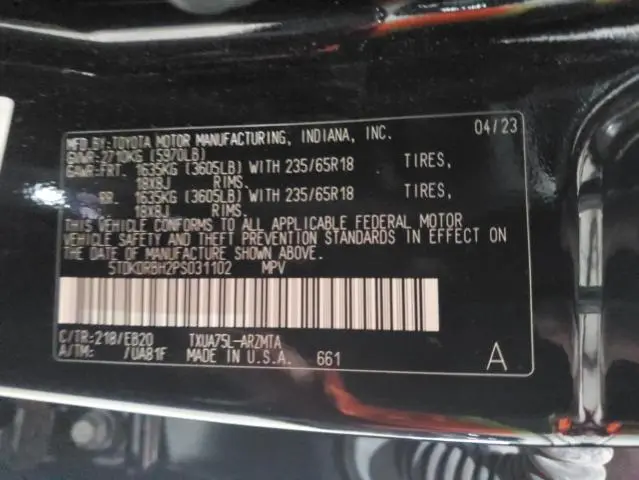 MFD.BY:TOYOTA MOTOR MANUFACTURING, INDIANA, INC. 04/23
GVWR:2710KG (5970LB)
GAWR:FRT. 1635KG (3605LB) WITH 235/65R18 TIRES,
18X8J RIMS.
RR. 1635KG (3605LB) WITH 235/65R18 TIRES,
18X8J RIMS.
THIS VEHICLE CONFORMS TO ALL APPLICABLE FEDERAL MOTOR
VEHICLE SAFETY AND THEFT PREVENTION STANDARDS IN EFFECT ON
THE DATE OF MANUFACTURE SHOWN ABOVE.
5TDKDRBH2PS031102 MPV
C/TR:218/EB20 TXUA75L-ARZMTA
A/TM: /UA81F MADE IN U.S.A. 661 A